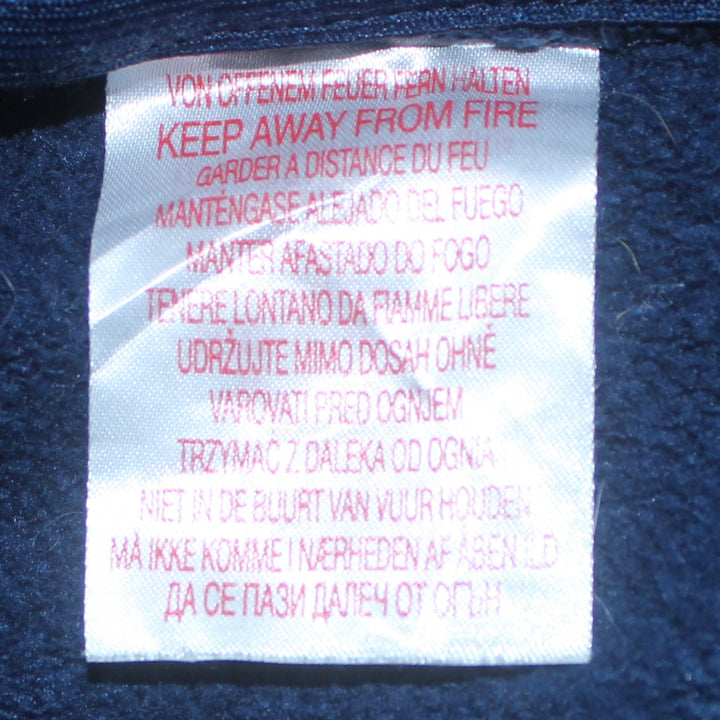 VON OFFENEM FEUER FERN HALTEN
KEEP AWAY FROM FIRE
GARDER A DISTANCE DU FEU
MANTÉNGASE ALEJADO DEL FUEGO
MANTER AFASTADO DO FOGO
TENERE LONTANO DA FIAMME LIBERE
UDRŽUJTE MIMO DOSAH OHNĚ
VAROVATI PRED OGNJEM
TRZYMAĆ Z DALEKA OD OGNIA
NIET IN DE BUURT VAN VUUR HOUDEN
MÅ IKKE KOMME I NÆRHEDEN AF ÅBEN ILD
ДА СЕ ПАЗИ ДАЛЕЧ ОТ ОГЪН